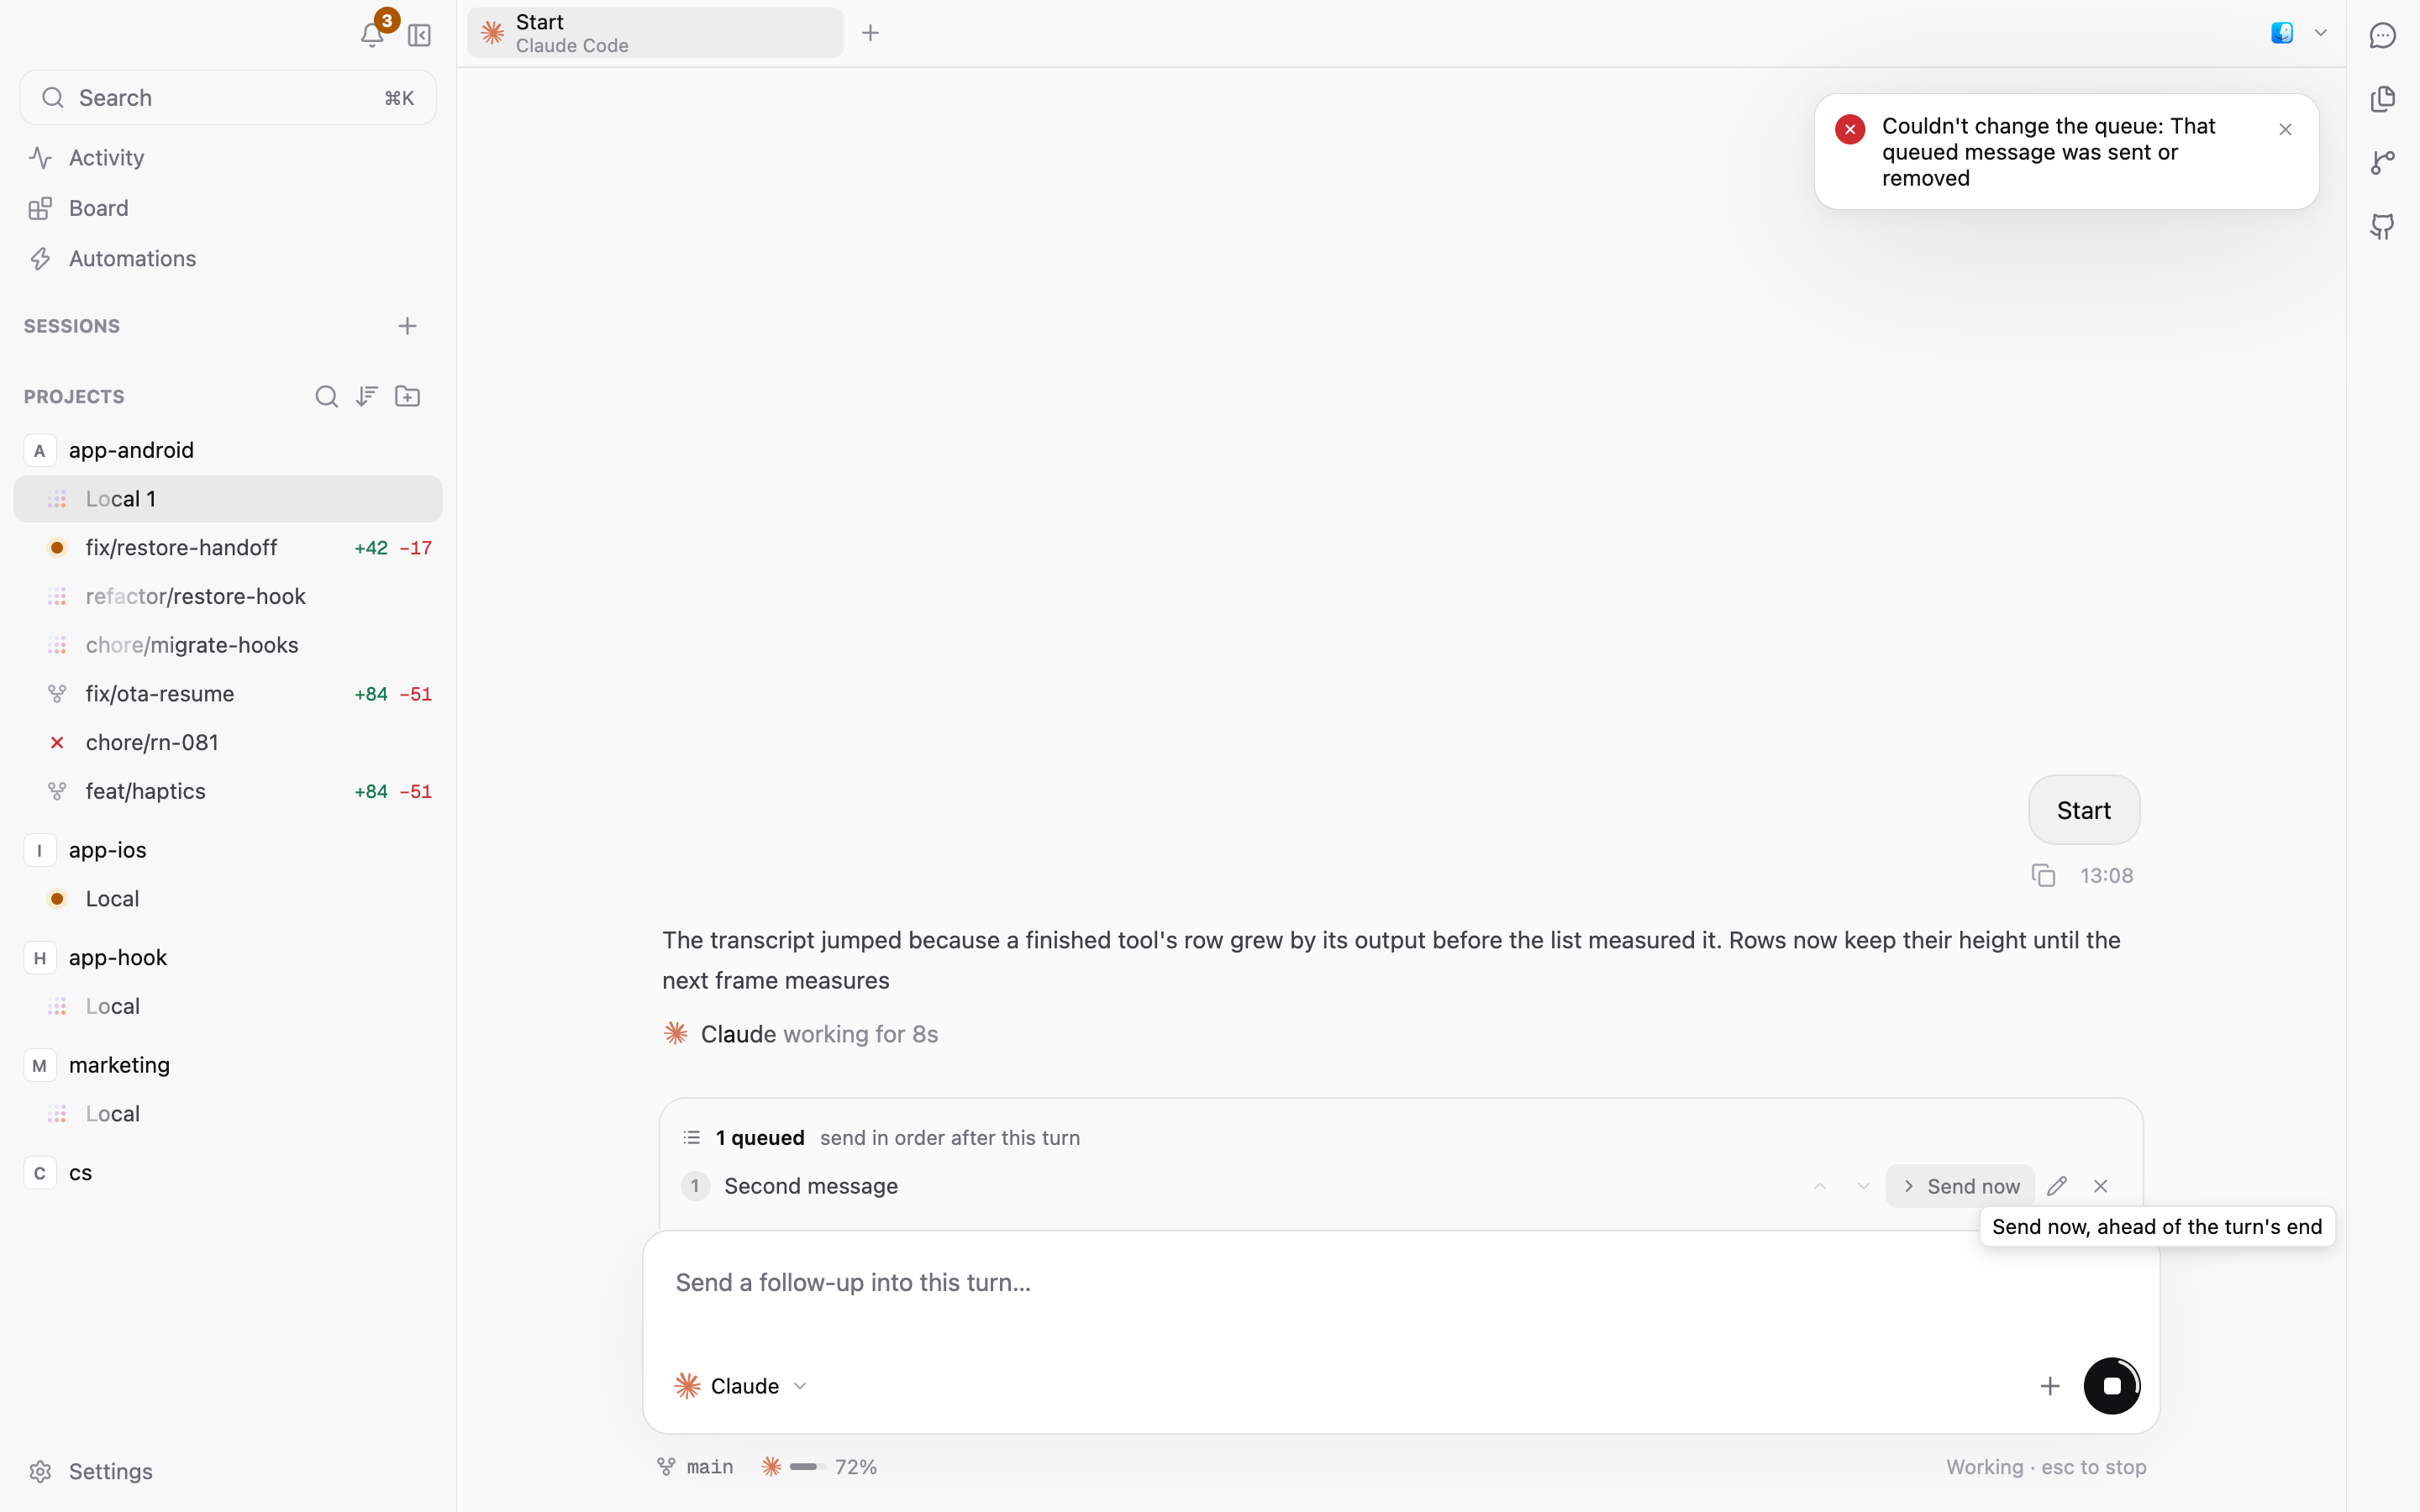 3
Search ⌘K
Activity
Board
Automations
SESSIONS
PROJECTS
A app-android
Local 1
fix/restore-handoff +42 −17
refactor/restore-hook
chore/migrate-hooks
fix/ota-resume +84 −51
chore/rn-081
feat/haptics +84 −51
I app-ios
Local
H app-hook
Local
M marketing
Local
C cs
Settings
Start
Claude Code
Couldn't change the queue: That
queued message was sent or
removed
Start
13:08
The transcript jumped because a finished tool's row grew by its output before the list measured it. Rows now keep their height until the
next frame measures
Claude working for 8s
1 queued send in order after this turn
1 Second message Send now
Send now, ahead of the turn's end
Send a follow-up into this turn...
Claude
main 72%
Working · esc to stop